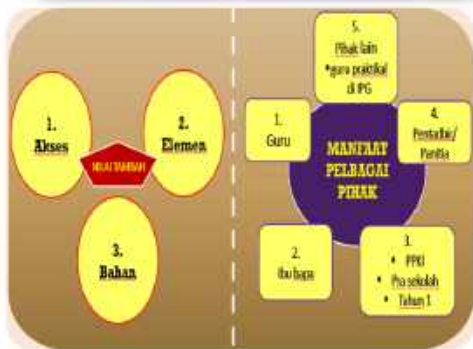 1.
Akses
2.
Elemen
NILAI TAMBAH
3.
Bahan
5.
Pihak lain
•guru praktikal
di IPG
1.
Guru
4.
Pentadbir/
Panitia
MANFAAT
PELBAGAI
PIHAK
2.
Ibu bapa
3.
• PPKI
• Pra sekolah
• Tahun 1